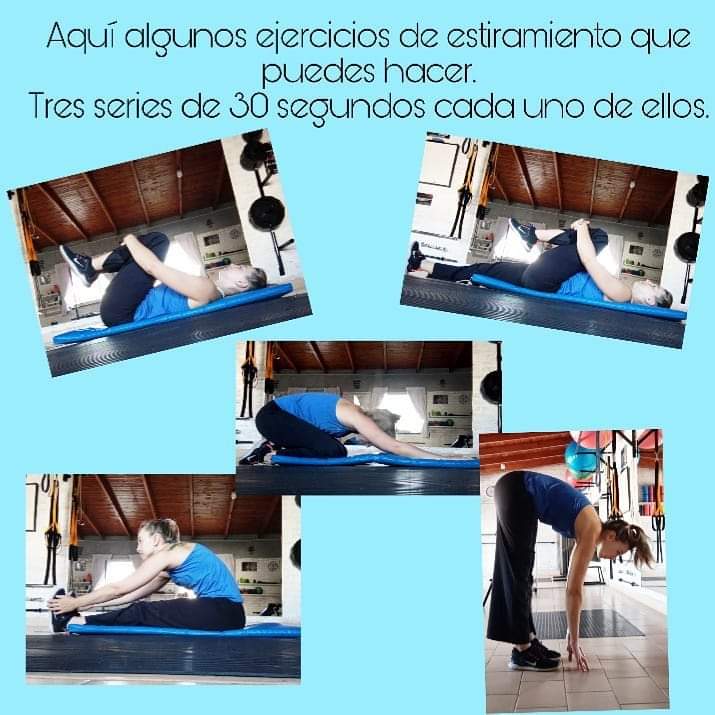 Aquí algunos ejercicios de estiramiento que
puedes hacer.
Tres series de 30 segundos cada uno de ellos.